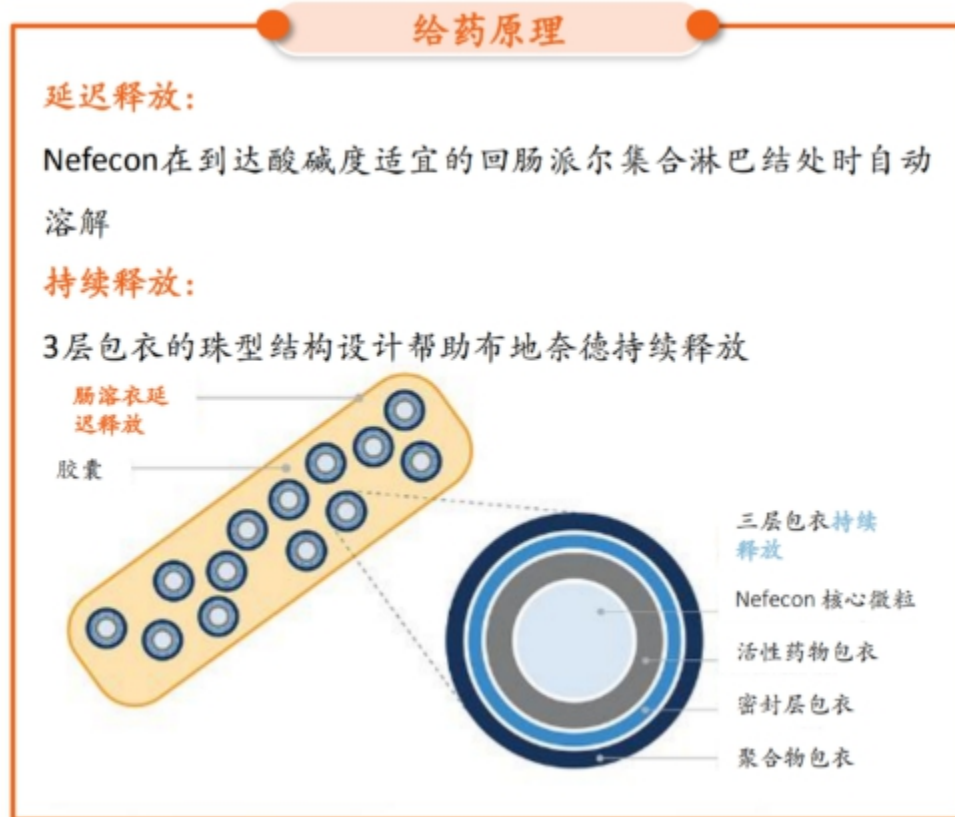 给药原理
延迟释放：
Nefecon在到达酸碱度适宜的回肠派尔集合淋巴结处时自动
溶解
持续释放：
3层包衣的珠型结构设计帮助布地奈德持续释放
肠溶衣延
迟释放
胶囊
三层包衣持续
释放
Nefecon 核心微粒
活性药物包衣
密封层包衣
聚合物包衣